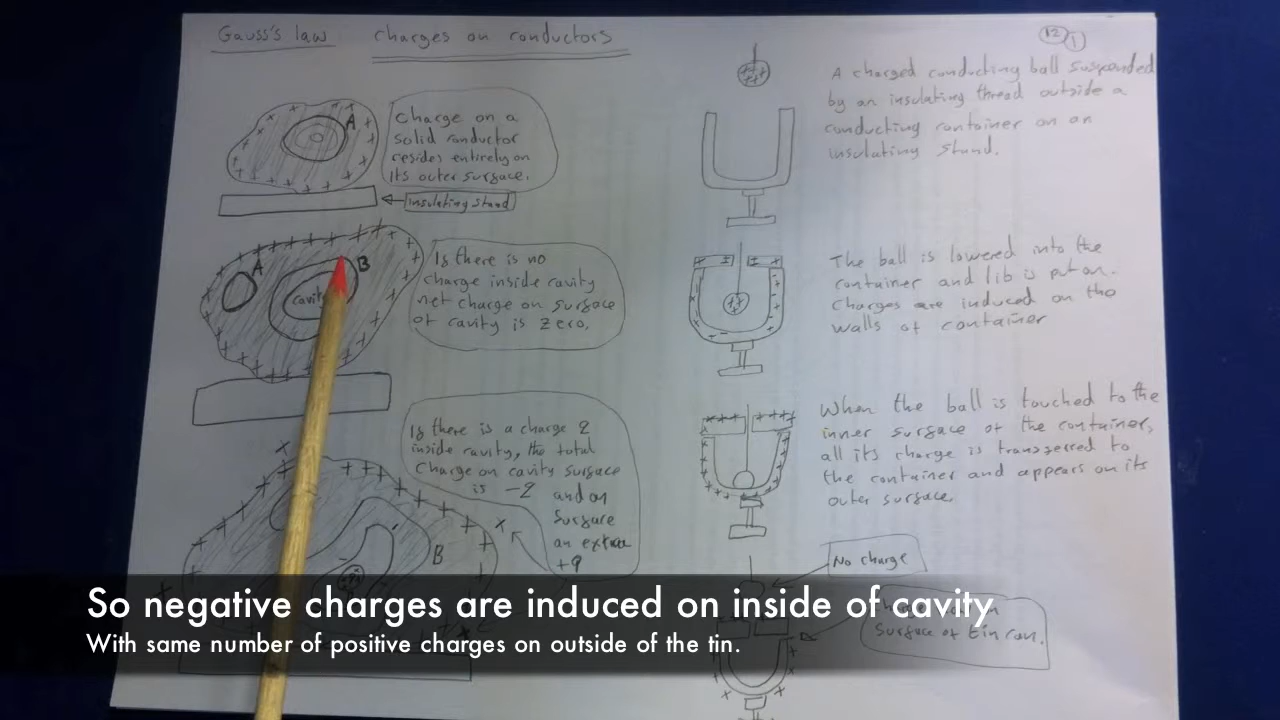 Gauss's law charges on conductors
12 1
A
Charge on a
solid conductor
resides entirely on
its outer surface.
Insulating stand
A B
cavity
Is there is no
charge inside cavity
net charge on surface
of cavity is zero.
Is there is a charge q
inside cavity, the total
charge on cavity surface
is -q and on
surface
an extra
+q
B
A charged conducting ball suspended
by an insulating thread outside a
conducting container on an
insulating stand.
The ball is lowered into the
container and lib is put on.
Charges are induced on the
walls of container
When the ball is touched to the
inner surface of the container,
all its charge is transferred to
the container and appears on its
outer surface.
No charge
surface of tin can.
So negative charges are induced on inside of cavity
With same number of positive charges on outside of the tin.